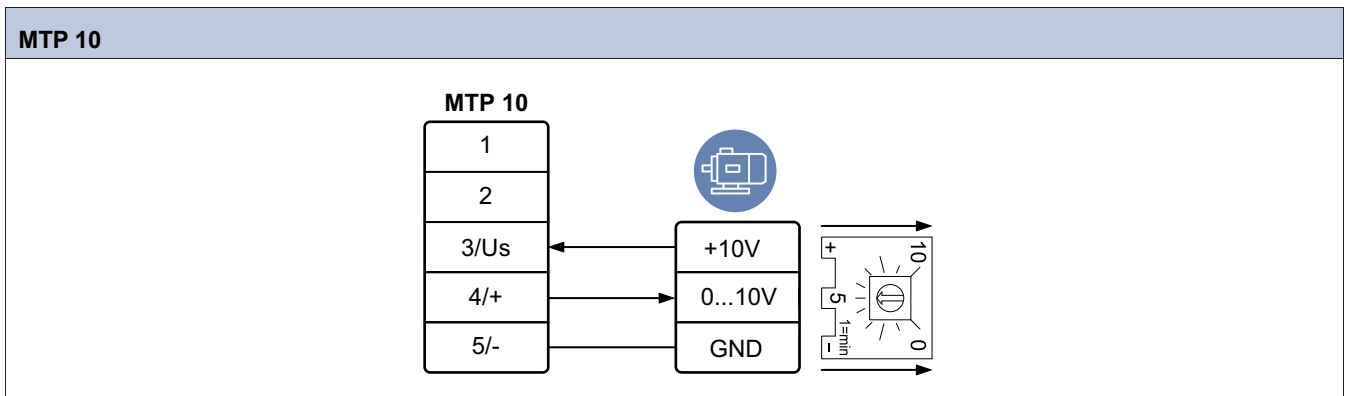 MTP 10
MTP 10
1
2
3/Us
4/+
5/-
+10V
0...10V
GND
+
10
5
1=min
-
0